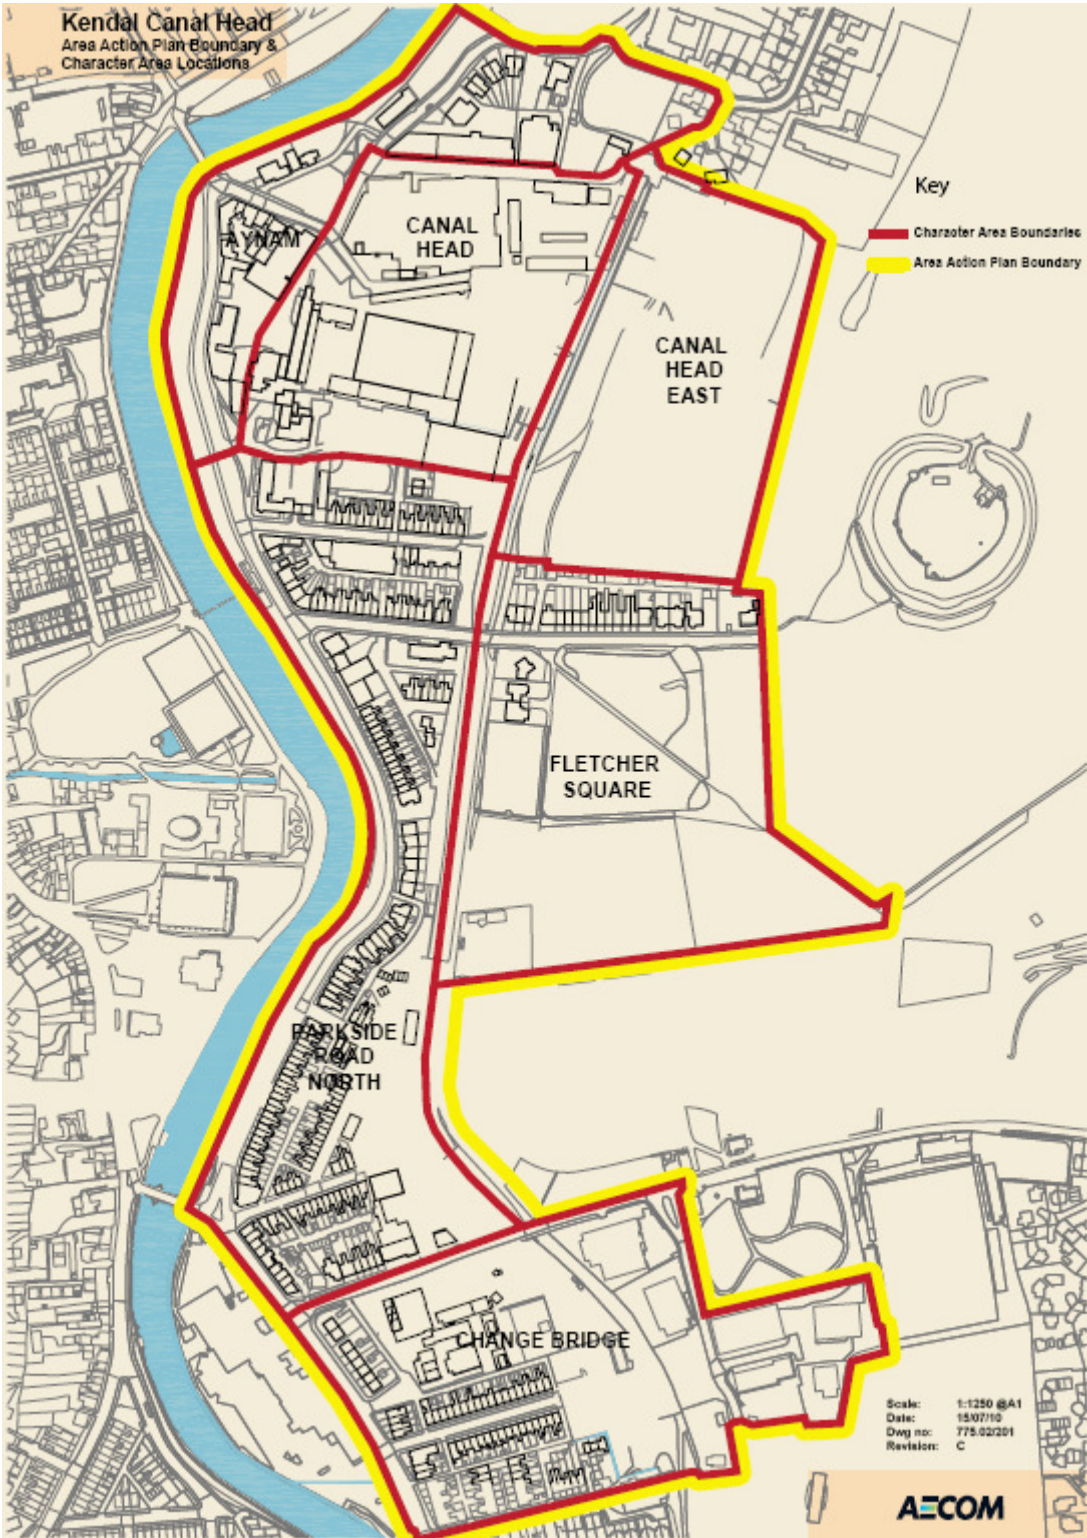 Kendal Canal Head
Area Action Plan Boundary &
Character Area Locations
Key
Character Area Boundaries
Area Action Plan Boundary
AYNAM
CANAL
HEAD
CANAL
HEAD
EAST
FLETCHER
SQUARE
PARKSIDE
ROAD
NORTH
CHANGE BRIDGE
Scale: 1:1250 @A1
Date: 15/07/10
Dwg no: 775.02/201
Revision: C
AECOM